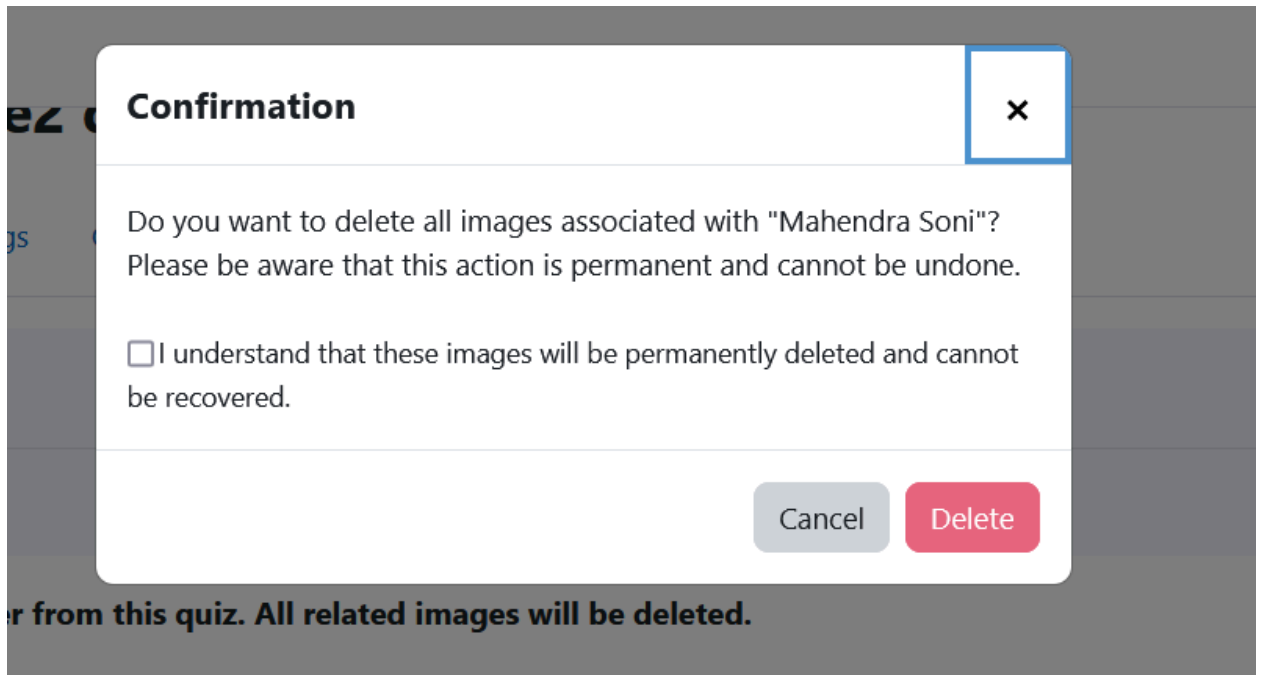 Confirmation
×
Do you want to delete all images associated with "Mahendra Soni"?
Please be aware that this action is permanent and cannot be undone.
I understand that these images will be permanently deleted and cannot
be recovered.
Cancel Delete
from this quiz. All related images will be deleted.